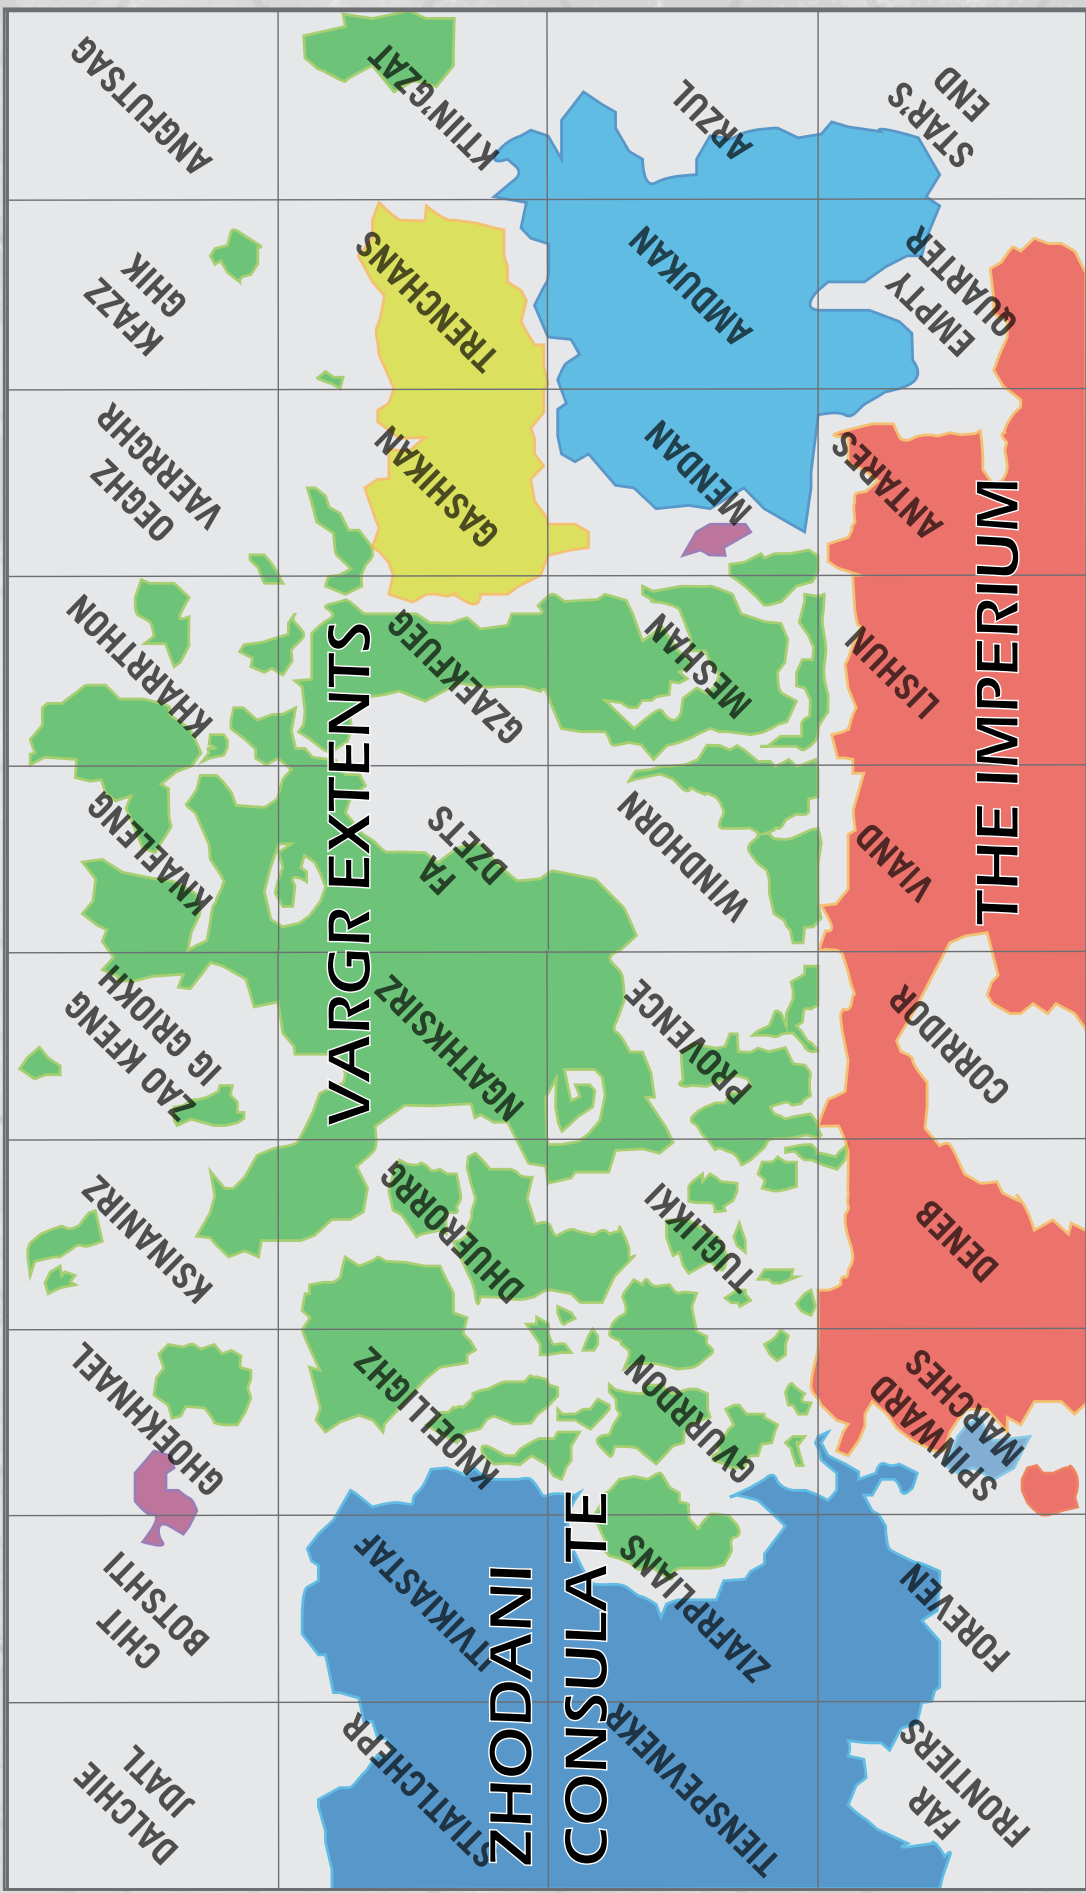 DALCHIE
JDATL
CHIT
BOTSHTI
GHOEKHNAEL
KSINANIRZ
ZAO KFENG
IG GRIOKH
KNAELENG
KHARRTHON
OEGHZ
VAERRGHR
KFAZZ
GHIK
ANGFUTSAG
STIATLCHEPR
ITVIKIASTAF
KNOELLIGHZ
DHUERORRG
NGATHKSIRZ
VARGR EXTENTS
FA
DZETS
GZAEKFUEG
GASHIKAN
TRENCHANS
KTIIN'GZAT
ZHODANI
CONSULATE
TIENSPEVNEKR
ZIAFRPLIANS
GVURRDON
TUGLIKKI
PROVENCE
WINDHORN
MESHAN
MENDAN
AMDUKAN
ARZUL
FAR
FRONTIERS
FOREVEN
SPINWARD
MARCHES
DENEB
CORRIDOR
VLAND
LISHUN
ANTARES
EMPTY
QUARTER
STAR'S
END
THE IMPERIUM